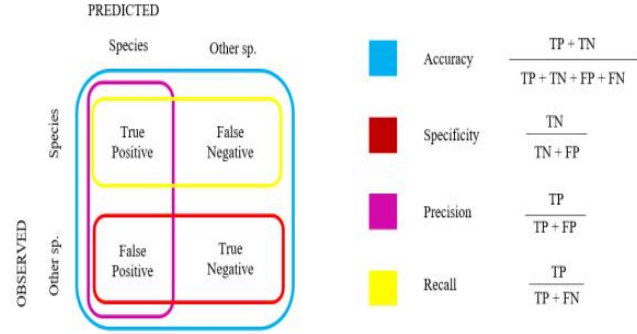 PREDICTED
Species Other sp.
OBSERVED
Species
Other sp.
True
Positive
False
Negative
False
Positive
True
Negative
Accuracy
TP + TN
TP + TN + FP + FN
Specificity
TN
TN + FP
Precision
TP
TP + FP
Recall
TP
TP + FN